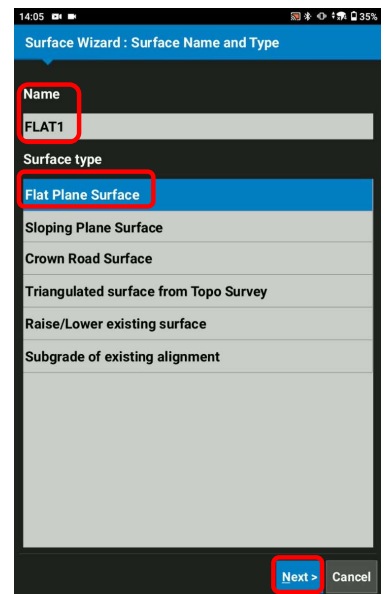 14:05 35%
Surface Wizard : Surface Name and Type
Name
FLAT1
Surface type
Flat Plane Surface
Sloping Plane Surface
Crown Road Surface
Triangulated surface from Topo Survey
Raise/Lower existing surface
Subgrade of existing alignment
Next > Cancel